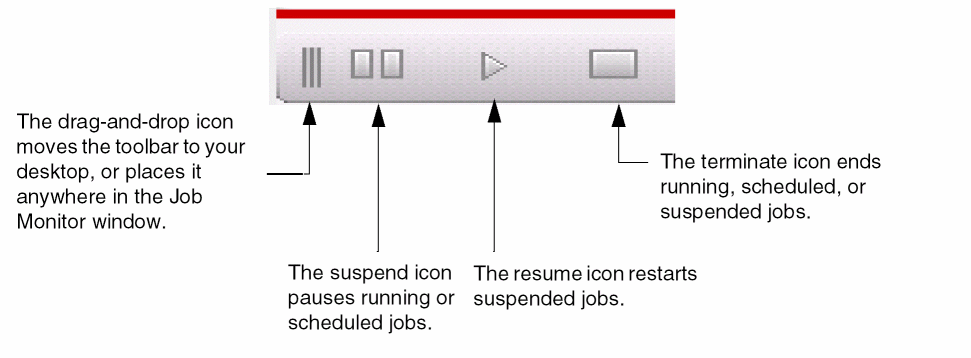 The drag-and-drop icon
moves the toolbar to your
desktop, or places it
anywhere in the Job
Monitor window.
The suspend icon
pauses running or
scheduled jobs.
The resume icon restarts
suspended jobs.
The terminate icon ends
running, scheduled, or
suspended jobs.